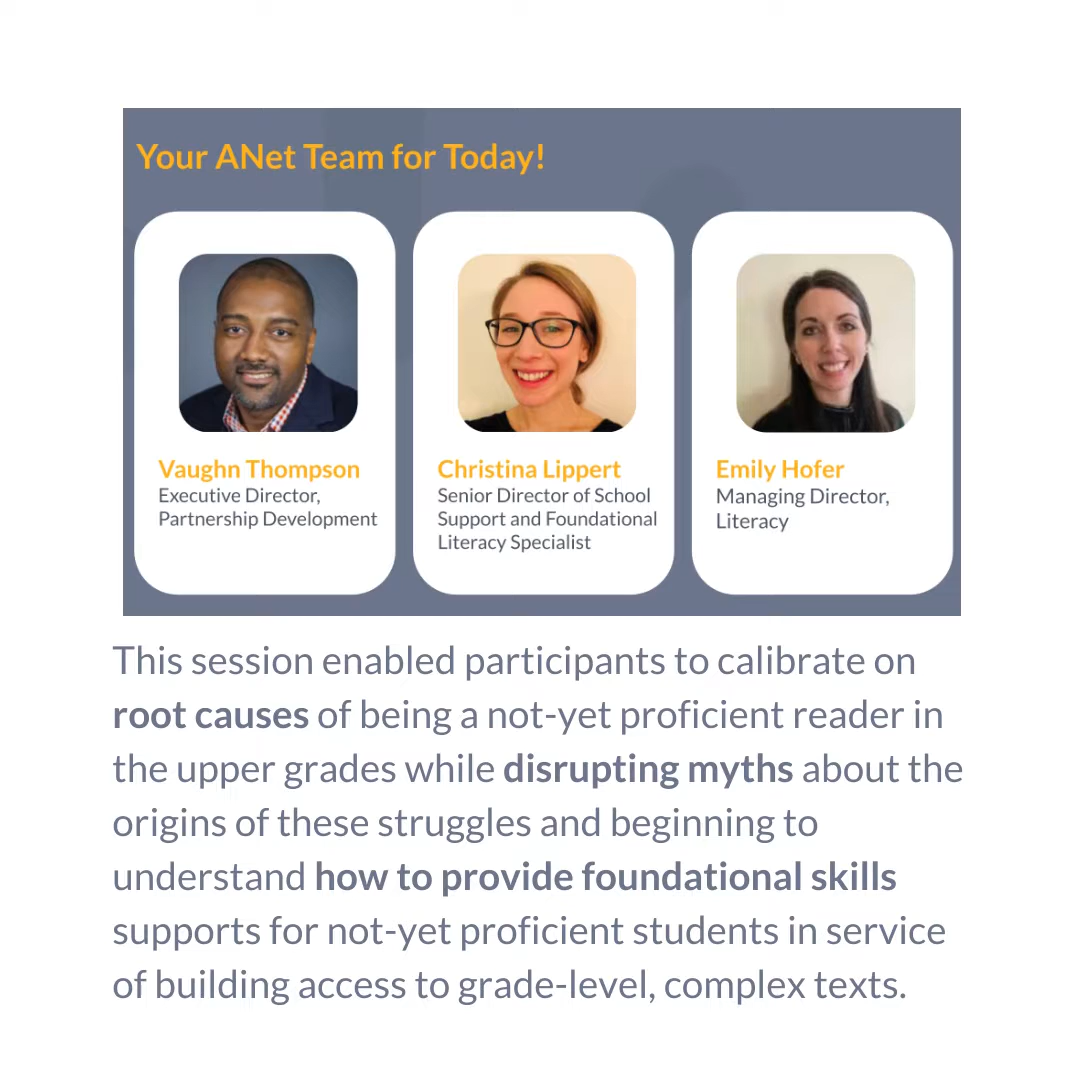 Your ANet Team for Today!
Vaughn Thompson
Executive Director,
Partnership Development
Christina Lippert
Senior Director of School
Support and Foundational
Literacy Specialist
Emily Hofer
Managing Director,
Literacy
This session enabled participants to calibrate on
root causes of being a not-yet proficient reader in
the upper grades while disrupting myths about the
origins of these struggles and beginning to
understand how to provide foundational skills
supports for not-yet proficient students in service
of building access to grade-level, complex texts.